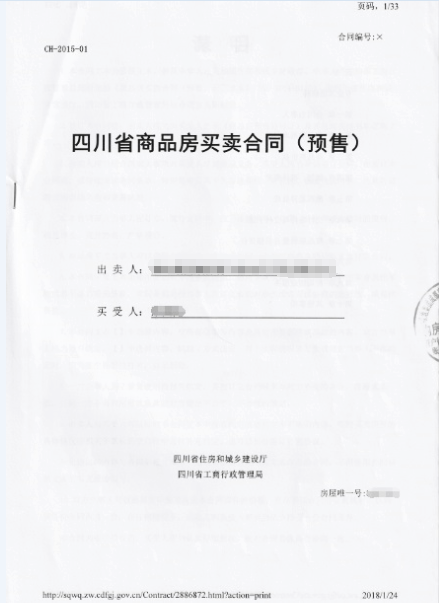 页码，1/33
合同编号:×
CH-2015-01
四川省商品房买卖合同（预售）
出 卖 人：
买 受 人：
四川省住房和城乡建设厅
四川省工商行政管理局
房屋唯一号:
http://sqwq.zw.cdfgj.gov.cn/Contract/2886872.html?action=print
2018/1/24